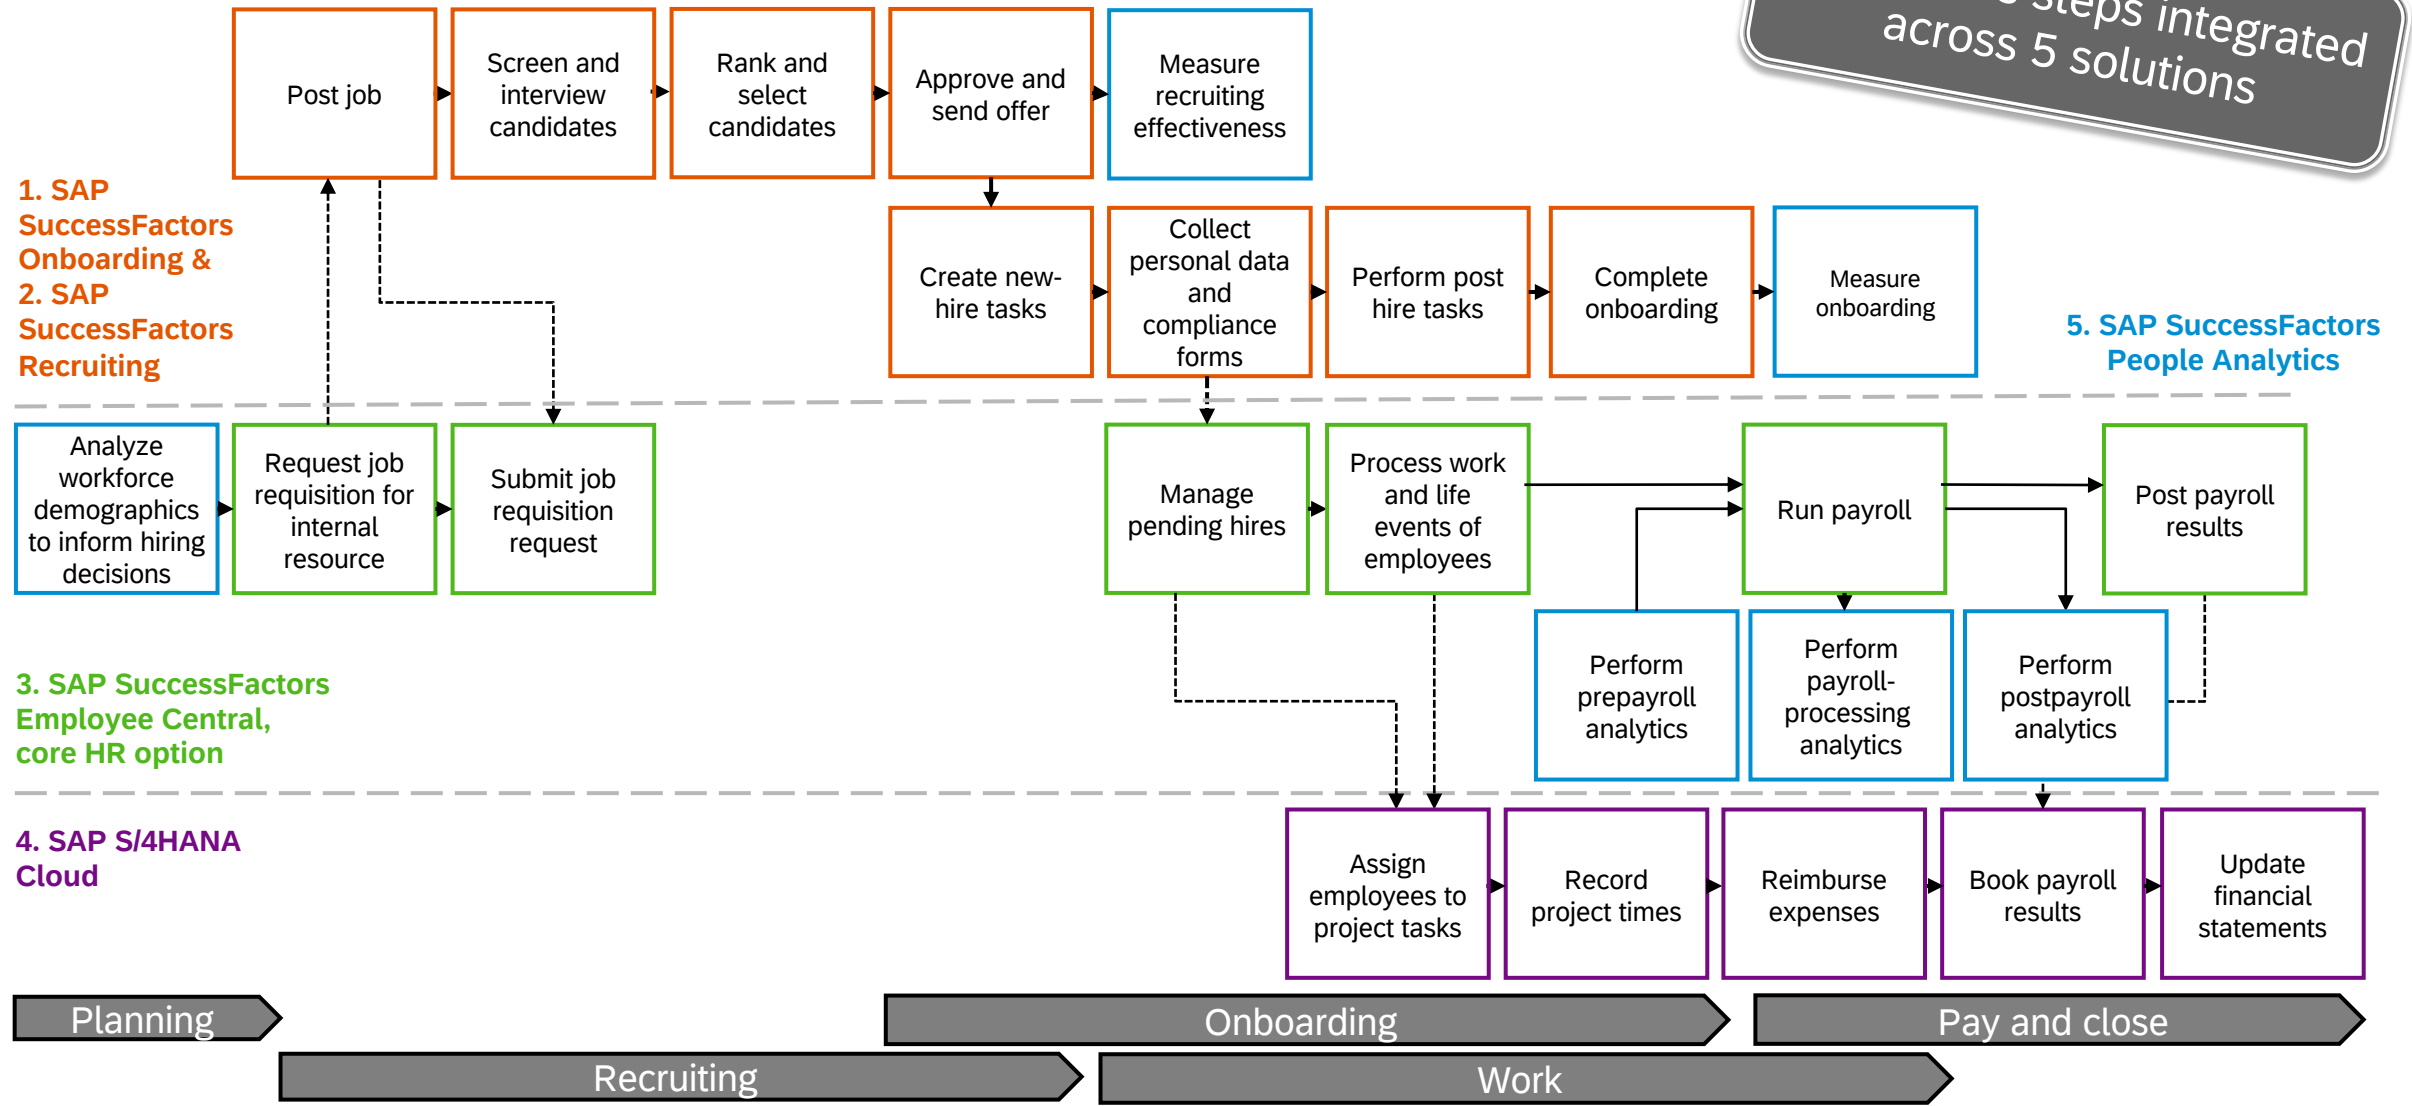 steps integrated
across 5 solutions
Post job
Screen and
interview
candidates
Rank and
select
candidates
Approve and
send offer
Measure
recruiting
effectiveness
1. SAP
SuccessFactors
Onboarding &
2. SAP
SuccessFactors
Recruiting
Create new-
hire tasks
Collect
personal data
and
compliance
forms
Perform post
hire tasks
Complete
onboarding
Measure
onboarding
5. SAP SuccessFactors
People Analytics
Analyze
workforce
demographics
to inform hiring
decisions
Request job
requisition for
internal
resource
Submit job
requisition
request
Manage
pending hires
Process work
and life
events of
employees
Run payroll
Post payroll
results
Perform
prepayroll
analytics
Perform
payroll-
processing
analytics
Perform
postpayroll
analytics
3. SAP SuccessFactors
Employee Central,
core HR option
4. SAP S/4HANA
Cloud
Assign
employees to
project tasks
Record
project times
Reimburse
expenses
Book payroll
results
Update
financial
statements
Planning
Onboarding
Pay and close
Recruiting
Work